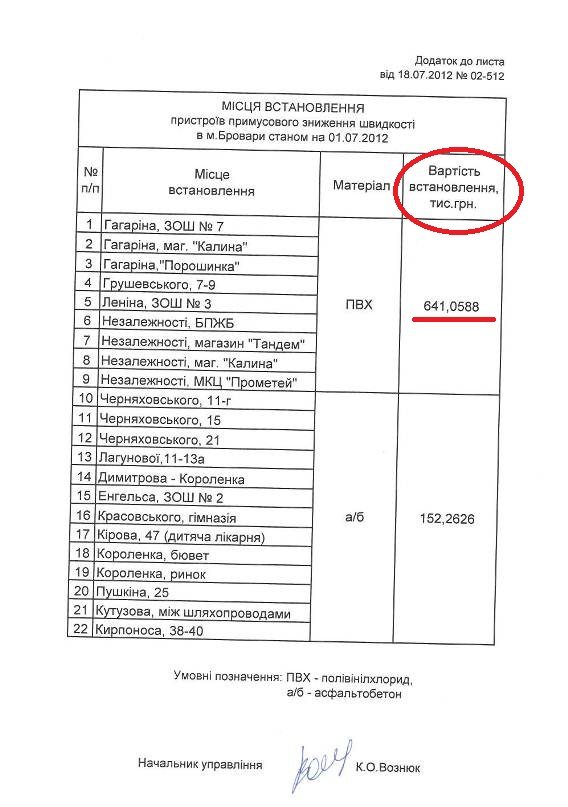 Додаток до листа
від 18.07.2012 № 02-512
МІСЦЯ ВСТАНОВЛЕННЯ
пристроїв примусового зниження швидкості
в м.Бровари станом на 01.07.2012
№ п/п
Місце встановлення
Матеріал
Вартість встановлення, тис.грн.
1 Гагаріна, ЗОШ № 7
2 Гагаріна, маг. "Калина"
3 Гагаріна,"Порошинка"
4 Грушевського, 7-9
5 Леніна, ЗОШ № 3
6 Незалежності, БПЖБ
7 Незалежності, магазин "Тандем"
8 Незалежності, маг. "Калина"
9 Незалежності, МКЦ "Прометей"
ПВХ
641,0588
10 Черняховського, 11-г
11 Черняховського, 15
12 Черняховського, 21
13 Лагунової,11-13а
14 Димитрова - Короленка
15 Енгельса, ЗОШ № 2
16 Красовського, гімназія
17 Кірова, 47 (дитяча лікарня)
18 Короленка, бювет
19 Короленка, ринок
20 Пушкіна, 25
21 Кутузова, між шляхопроводами
22 Кирпоноса, 38-40
а/б
152,2626
Умовні позначення: ПВХ - полівінілхлорид,
а/б - асфальтобетон
Начальник управління
К.О.Вознюк